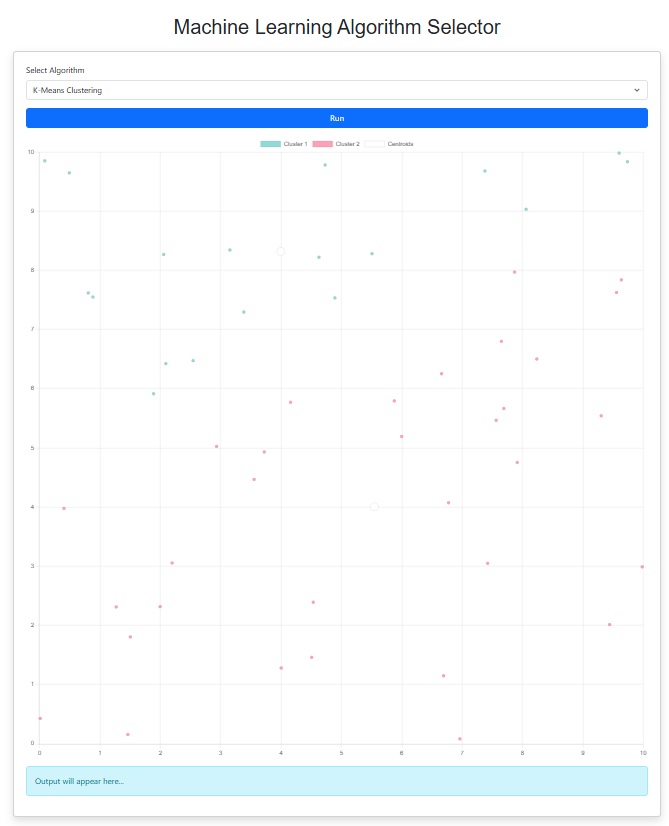 Machine Learning Algorithm Selector
Select Algorithm
K-Means Clustering
Run
Cluster 1 Cluster 2 Centroids
10
9
8
7
6
5
4
3
2
1
0
0 1 2 3 4 5 6 7 8 9 10
Output will appear here...